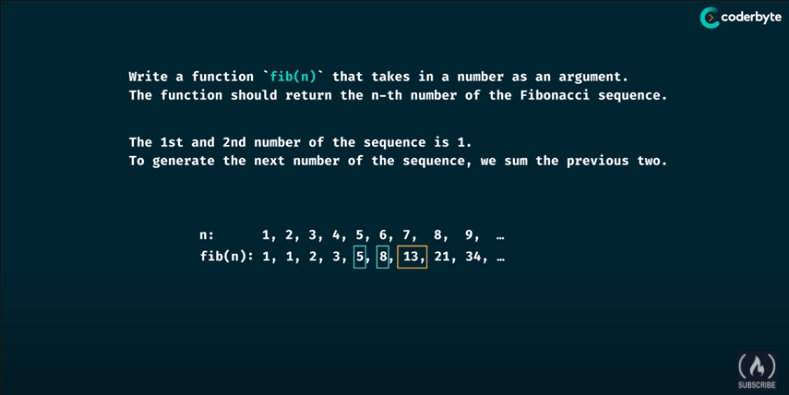 coderbyte
Write a function `fib(n)` that takes in a number as an argument.
The function should return the n-th number of the Fibonacci sequence.
The 1st and 2nd number of the sequence is 1.
To generate the next number of the sequence, we sum the previous two.
n: 1, 2, 3, 4, 5, 6, 7, 8, 9, …
fib(n): 1, 1, 2, 3, 5, 8, 13, 21, 34, …
SUBSCRIBE